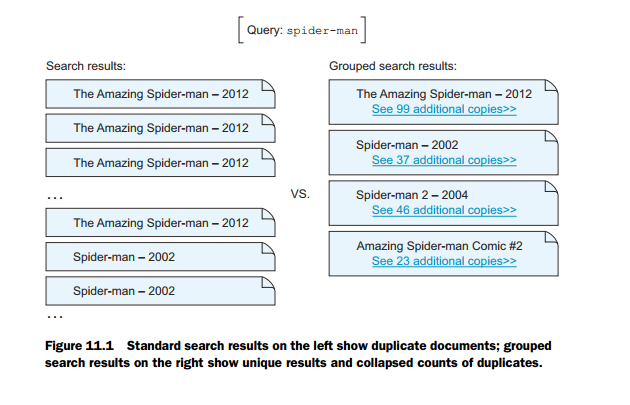 Query: spider-man
Search results:
The Amazing Spider-man – 2012
The Amazing Spider-man – 2012
The Amazing Spider-man – 2012
...
The Amazing Spider-man – 2012
Spider-man – 2002
Spider-man – 2002
...
VS.
Grouped search results:
The Amazing Spider-man – 2012
See 99 additional copies>>
Spider-man – 2002
See 37 additional copies>>
Spider-man 2 – 2004
See 46 additional copies>>
Amazing Spider-man Comic #2
See 23 additional copies>>
Figure 11.1 Standard search results on the left show duplicate documents; grouped
search results on the right show unique results and collapsed counts of duplicates.